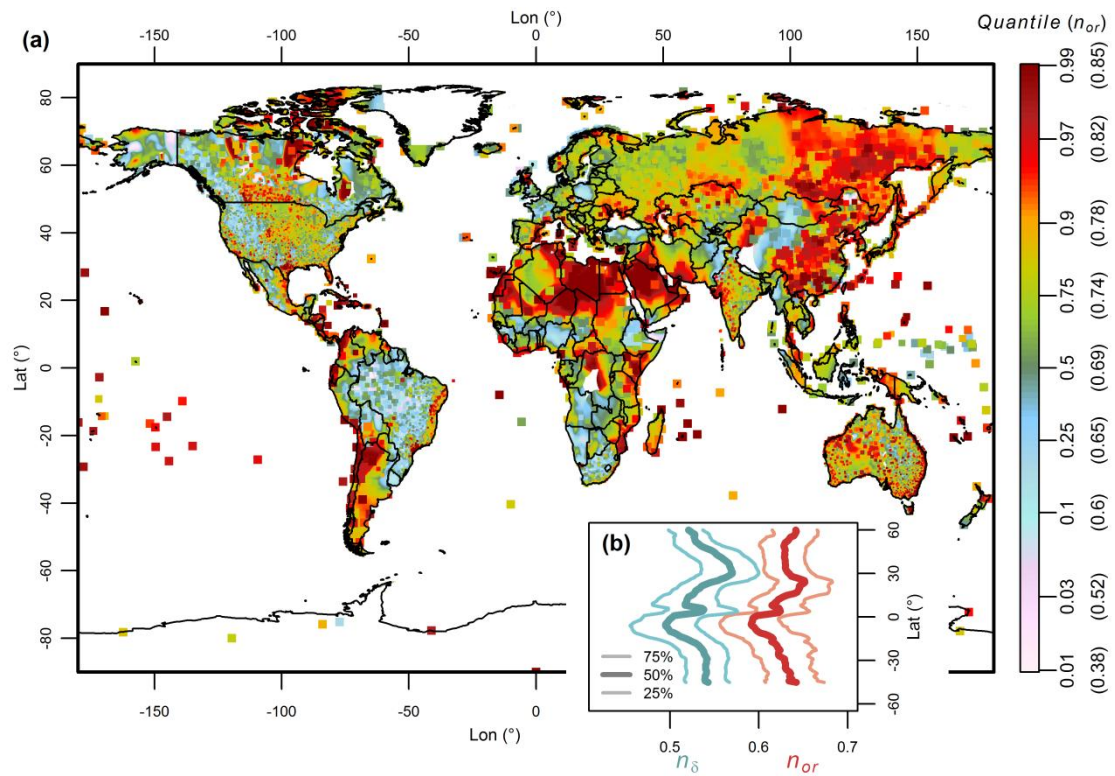 Lon (°)
Quantile (n_or)
(a)
-150 -100 -50 0 50 100 150
80
60
40
20
0
-20
-40
-60
-80
Lat (°)
0.99 (0.85)
0.97 (0.82)
0.9 (0.78)
0.75 (0.74)
0.5 (0.69)
0.25 (0.65)
0.1 (0.6)
0.03 (0.52)
0.01 (0.38)
(b)
60
30
0
-30
-60
Lat (°)
75%
50%
25%
0.5 0.6 0.7
n_δ n_or
-150 -100 -50 0
Lon (°)